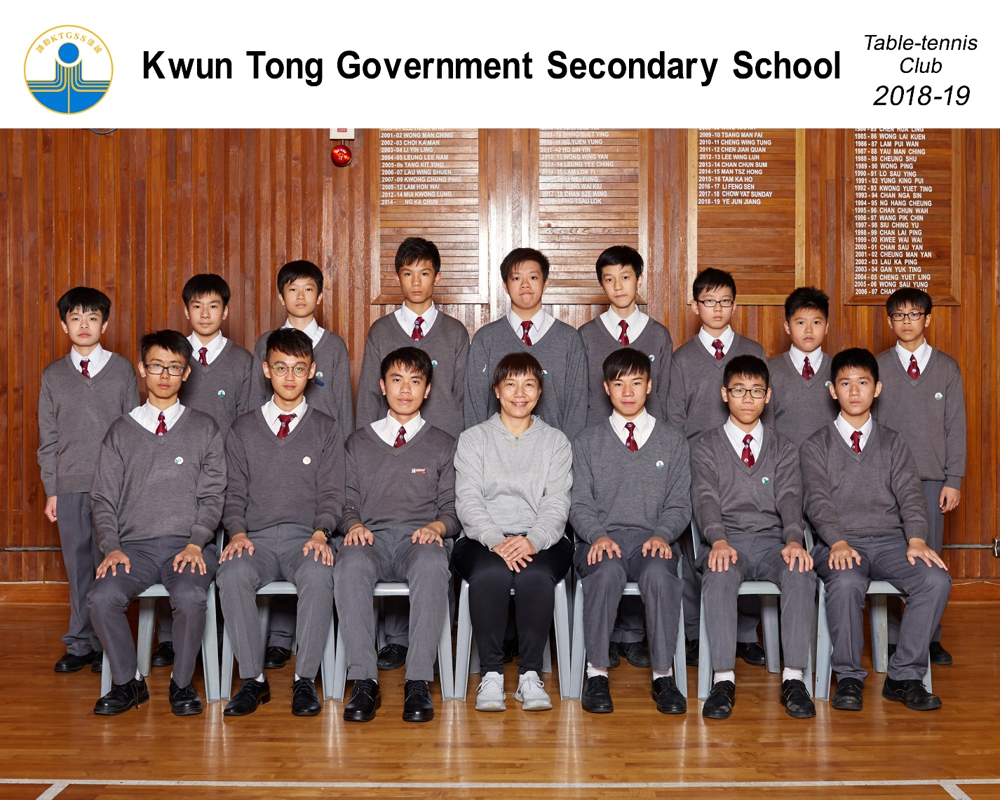 謙勤KTGSS信誠
Kwun Tong Government Secondary School
Table-tennis
Club
2018-19
2001-02 WONG MAN CHING
2002-03 CHOI KA MAN
2003-04 LI YIN LING
2004-05 LEUNG LEE NAM
2005-06 TANG KIT YING
2006-07 LAU WING SHUEN
2007-09 KWONG CHUNG PING
2009-12 LAM HON WAI
2012-14 MUI KWONG LUNG
2014- NG KA CHUN
2009-10 SHING SUET YING
2010-11 NG YUEN YUNG
2011-12 HO SIN YIN
2012-13 WONG WING YAN
2013-14 LEUNG YEE CHING
2014-15 LAM LOK YI
LI MEI FUNG
YUNG WAI KIU
2017-18 CHAN SZE WING
NG TSAU LOK
2009-10 TSANG MAN FAI
2010-11 CHENG WING TUNG
2011-12 CHEN JIAN QUAN
2012-13 LEE WING LUN
2013-14 CHAN CHUN SUM
2014-15 MAN TSZ HONG
2015-16 TAM KA HO
2016-17 LI FENG SEN
2017-18 CHOW YAT SUNDAY
2018-19 YE JUN JIANG
1984-85 CHEN HUA LING
1985-86 WONG LAI KUEN
1986-87 LAM PUI WAN
1987-88 YAU MAN CHING
1988-89 CHEUNG SHU
1989-90 WONG PING
1990-91 LO SAU YING
1991-92 YUNG KING PUI
1992-93 KWONG YUET TING
1993-94 CHAN NGA SIN
1994-95 NG HANG CHEUNG
1995-96 CHAN CHUN WAH
1996-97 WANG PIK CHIN
1997-98 SIU CHING YU
1998-99 CHAN LAI PING
1999-00 KWEE WAI WAI
2000-01 CHAN SAU YAN
2001-02 CHEUNG MAN YAN
2002-03 LAU KA PING
2003-04 GAN YUK TING
2004-05 CHENG YUET LING
2005-06 WONG SAU YUNG
2006-07